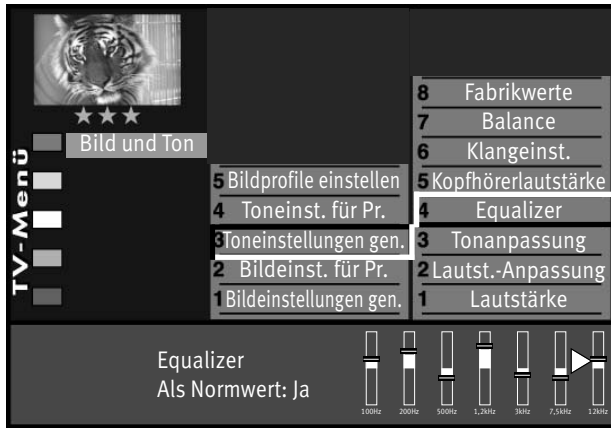 TV-Menü
Bild und Ton
5 Bildprofile einstellen
4 Toneinst. für Pr.
3 Toneinstellungen gen.
2 Bildeinst. für Pr.
1 Bildeinstellungen gen.
8 Fabrikwerte
7 Balance
6 Klangeinst.
5 Kopfhörerlautstärke
4 Equalizer
3 Tonanpassung
2 Lautst.-Anpassung
1 Lautstärke
Equalizer
Als Normwert: Ja
100Hz 200Hz 500Hz 1,2kHz 3kHz 7,5kHz 12kHz